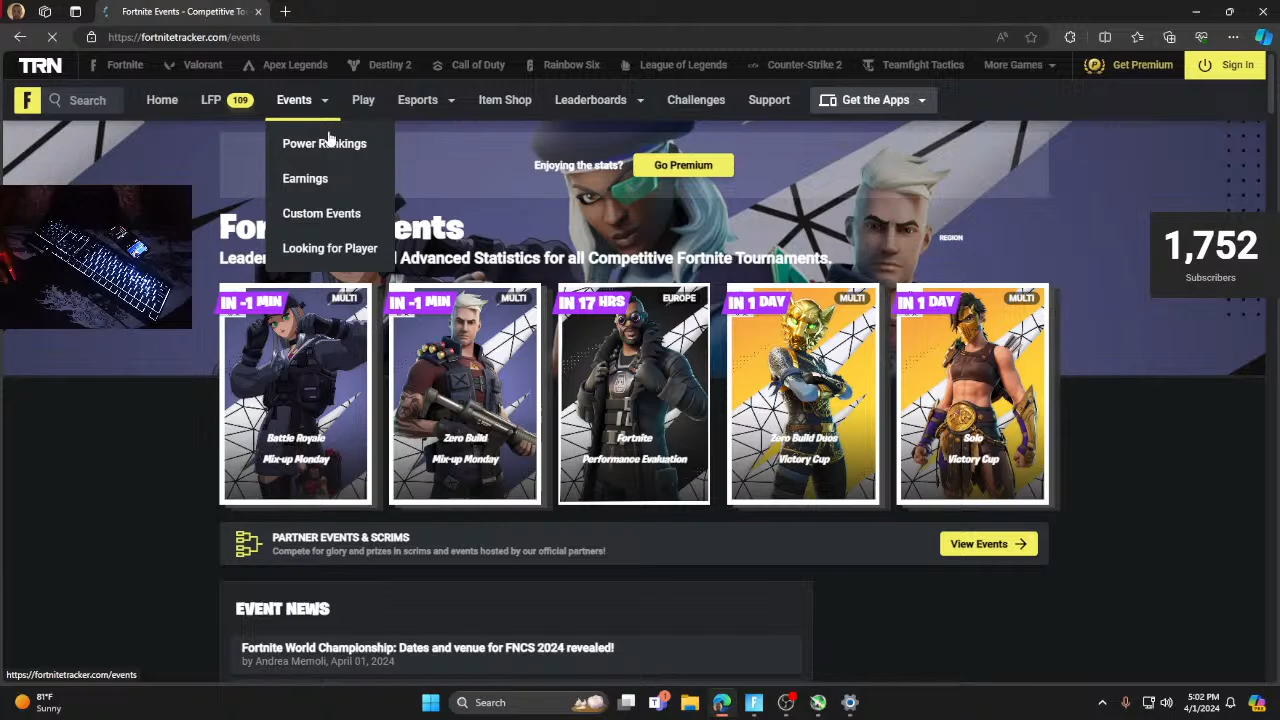 Fortnite Events - Competitive To
https://fortnitetracker.com/events
TRN Fortnite Valorant Apex Legends Destiny 2 Call of Duty Rainbow Six League of Legends Counter-Strike 2 Teamfight Tactics More Games Get Premium Sign In
F Search Home LFP 109 Events Play Esports Item Shop Leaderboards Challenges Support Get the Apps
Power Rankings
Earnings
Custom Events
Looking for Player
Enjoying the stats? Go Premium
REGION
Advanced Statistics for all Competitive Fortnite Tournaments.
1,752
Subscribers
IN -1 MIN MULTI
Battle Royale
Mix-up Monday
IN -1 MIN MULTI
Zero Build
Mix-up Monday
IN 17 HRS EUROPE
Fortnite
Performance Evaluation
IN 1 DAY MULTI
Zero Build Duos
Victory Cup
IN 1 DAY MULTI
Solo
Victory Cup
PARTNER EVENTS & SCRIMS
Compete for glory and prizes in scrims and events hosted by our official partners!
View Events
EVENT NEWS
Fortnite World Championship: Dates and venue for FNCS 2024 revealed!
by Andrea Memoli, April 01, 2024
https://fortnitetracker.com/events
81°F
Sunny
Search
5:02 PM
4/1/2024